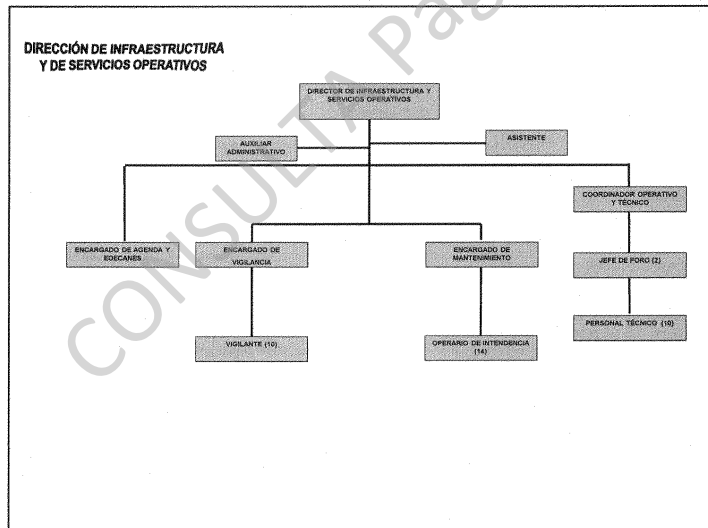 DIRECCIÓN DE INFRAESTRUCTURA
Y DE SERVICIOS OPERATIVOS
DIRECTOR DE INFRAESTRUCTURA Y
SERVICIOS OPERATIVOS
AUXILIAR
ADMINISTRATIVO
ASISTENTE
COORDINADOR OPERATIVO
Y TÉCNICO
ENCARGADO DE AGENDA Y
EDECANES
ENCARGADO DE
VIGILANCIA
ENCARGADO DE
MANTENIMIENTO
JEFE DE FORO (2)
PERSONAL TÉCNICO (10)
VIGILANTE (10)
OPERARIO DE INTENDENCIA
(14)
CONSULTA Pag